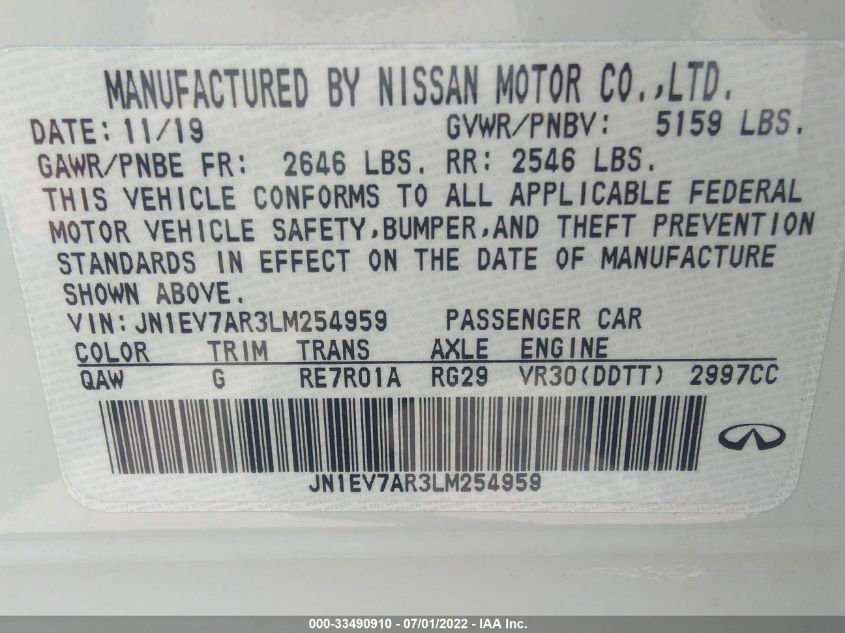 MANUFACTURED BY NISSAN MOTOR CO.,LTD.
DATE: 11/19 GVWR/PNBV: 5159 LBS.
GAWR/PNBE FR: 2646 LBS. RR: 2546 LBS.
THIS VEHICLE CONFORMS TO ALL APPLICABLE FEDERAL
MOTOR VEHICLE SAFETY,BUMPER,AND THEFT PREVENTION
STANDARDS IN EFFECT ON THE DATE OF MANUFACTURE
SHOWN ABOVE.
VIN:JN1EV7AR3LM254959 PASSENGER CAR
COLOR TRIM TRANS AXLE ENGINE
QAW G RE7R01A RG29 VR30(DDTT) 2997CC
JN1EV7AR3LM254959
000-33490910 - 07/01/2022 - IAA Inc.